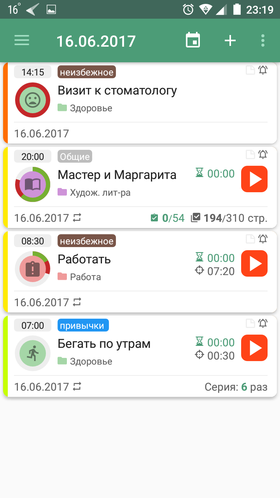 16° 23:19
16.06.2017
14:15 неизбежное
Визит к стоматологу
Здоровье
16.06.2017
20:00 Общие
Мастер и Маргарита 00:00
Худож. лит-ра
16.06.2017 0/54 194/310 стр.
08:30 неизбежное
Работать 00:00
Работа 07:20
16.06.2017
07:00 привычки
Бегать по утрам 00:00
Здоровье 00:30
16.06.2017 Серия: 6 раз